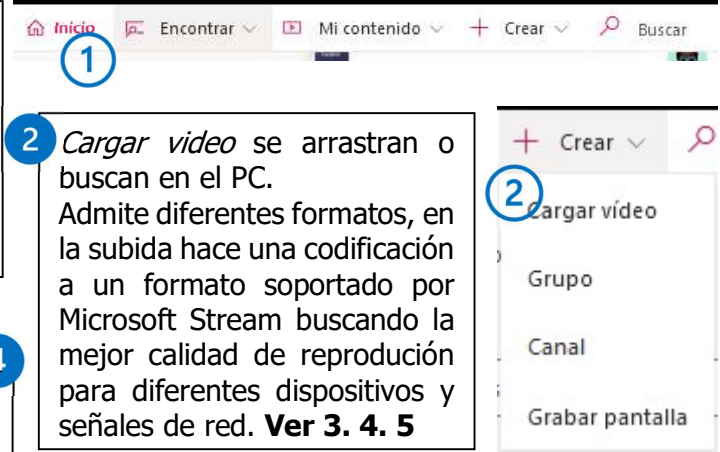 Inicio Encontrar Mi contenido + Crear Buscar
1
2 Cargar video se arrastran o
buscan en el PC.
Admite diferentes formatos, en
la subida hace una codificación
a un formato soportado por
Microsoft Stream buscando la
mejor calidad de reprodución
para diferentes dispositivos y
señales de red. Ver 3. 4. 5
+ Crear
2
Cargar vídeo
Grupo
Canal
Grabar pantalla
4